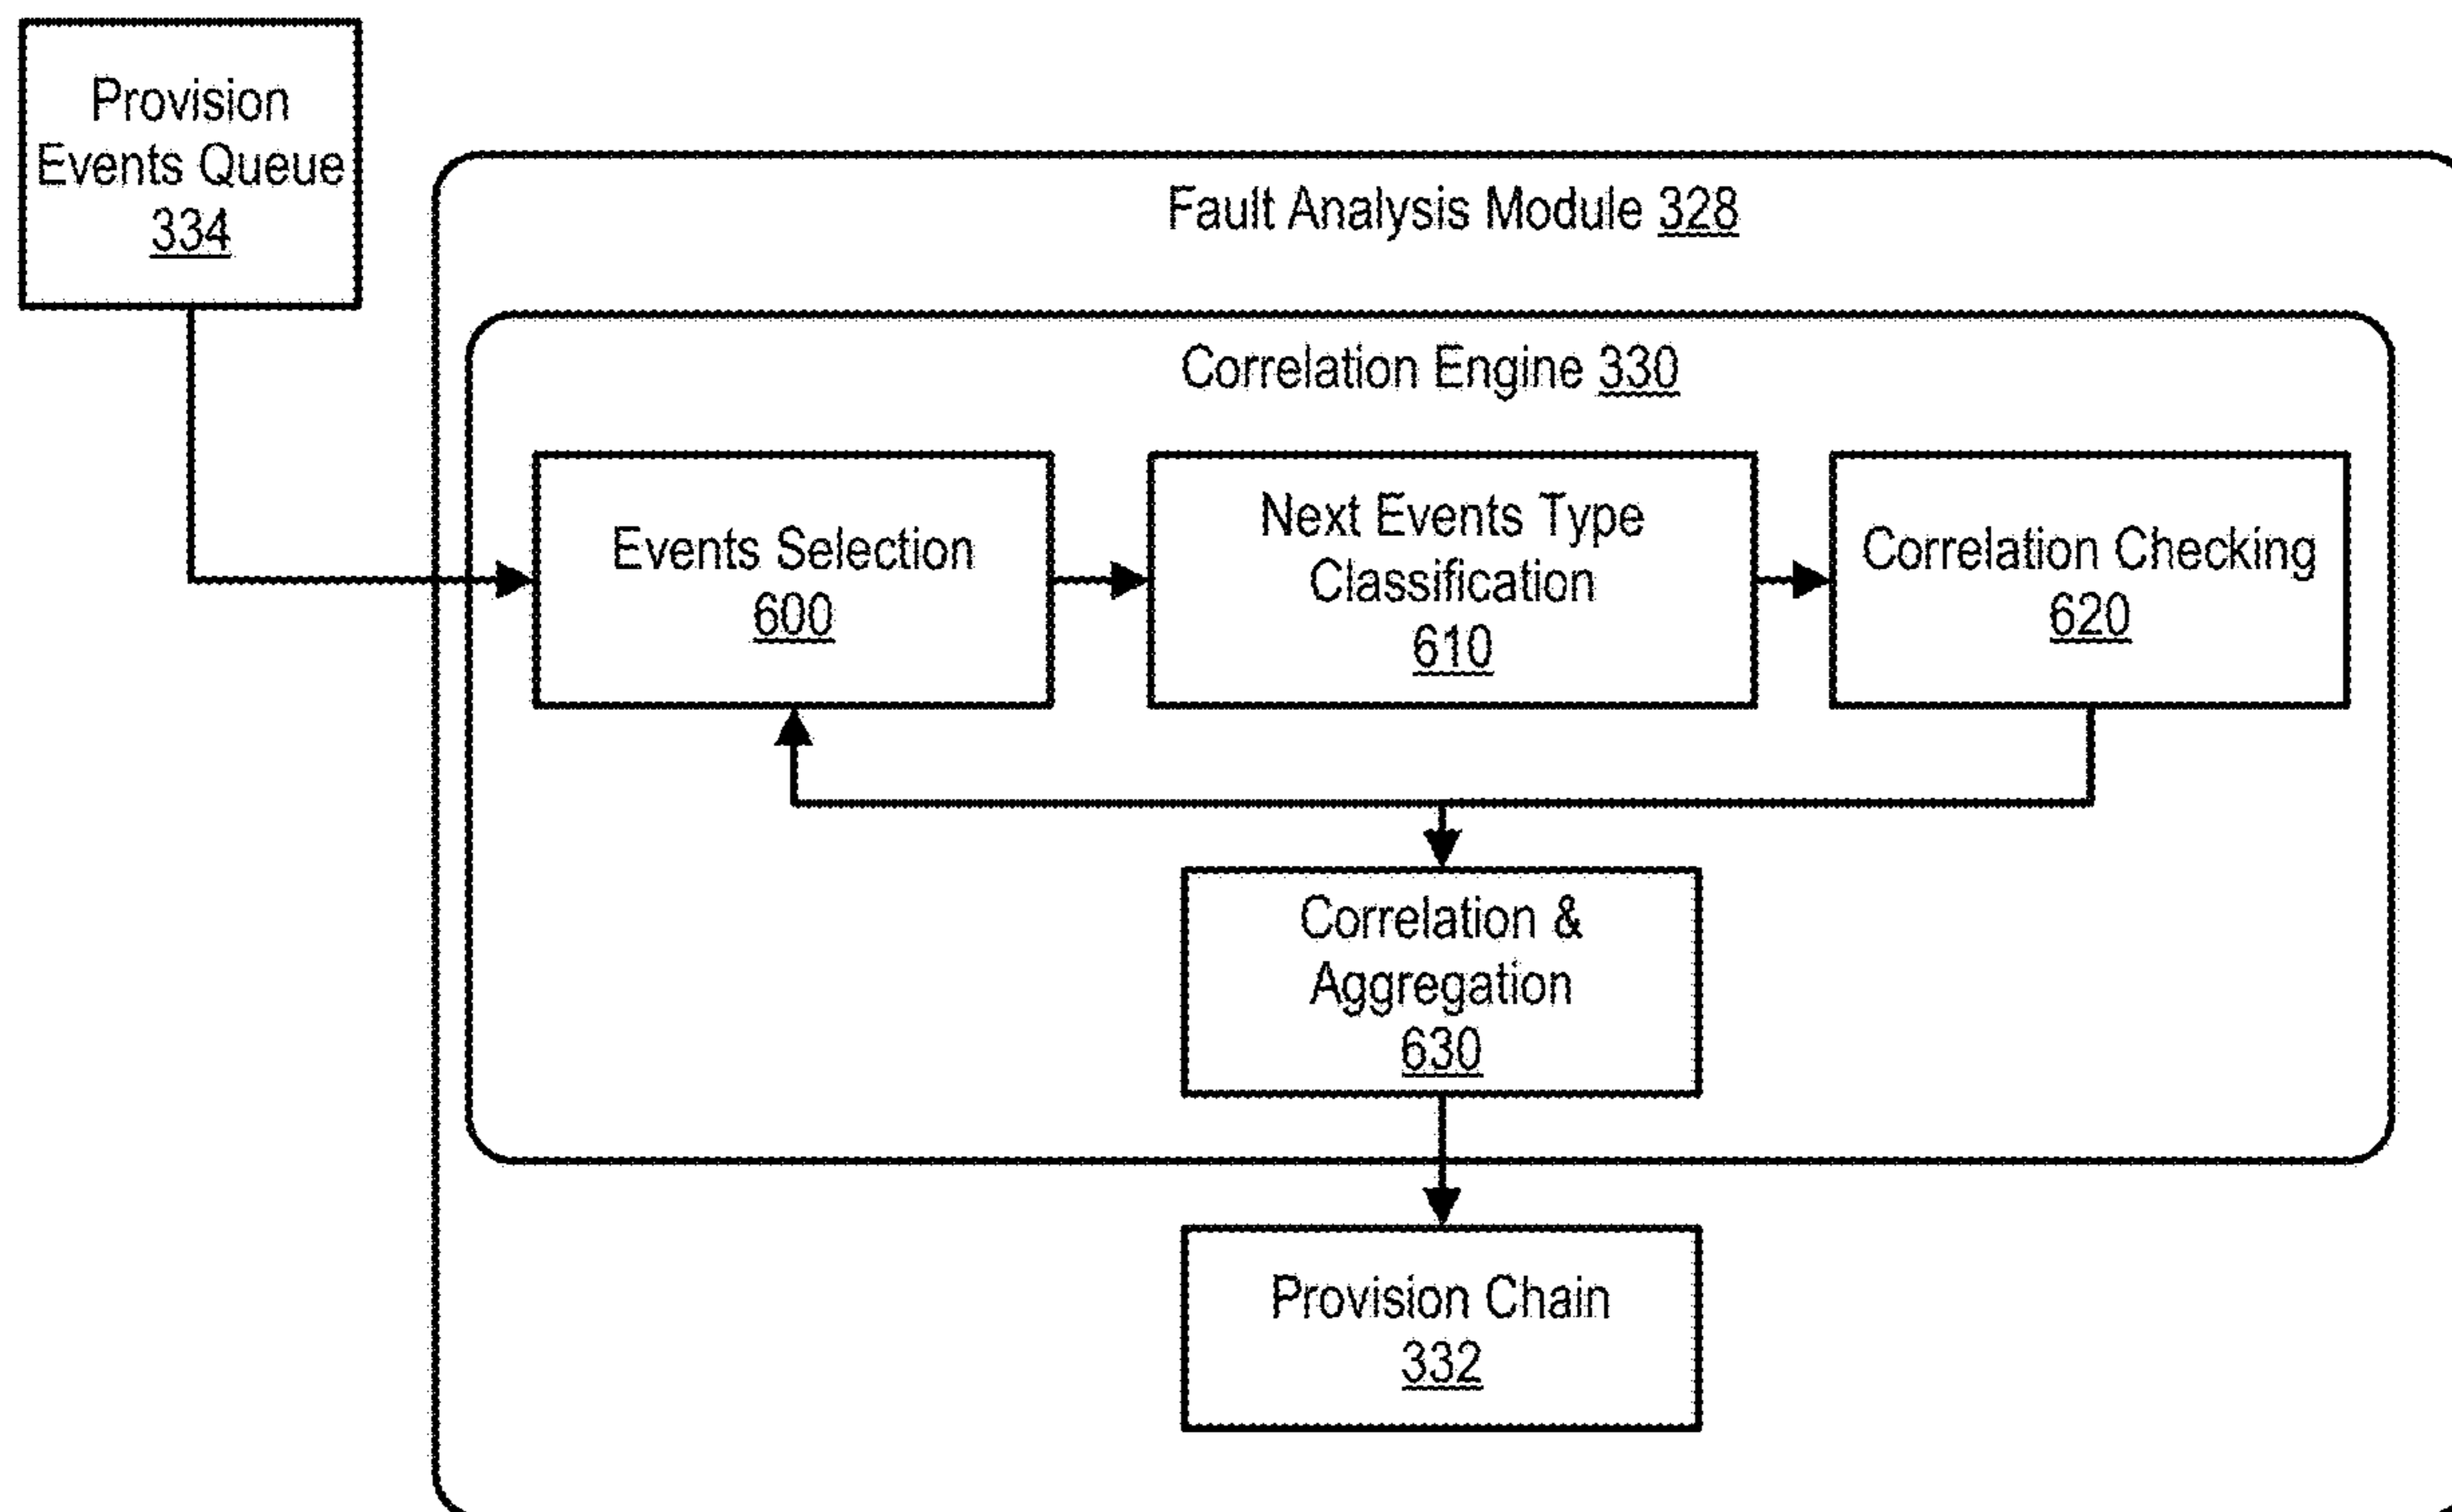 Provision
Events Queue
334
Fault Analysis Module 328
Correlation Engine 330
Events Selection
600
Next Events Type
Classification
610
Correlation Checking
620
Correlation &
Aggregation
630
Provision Chain
332